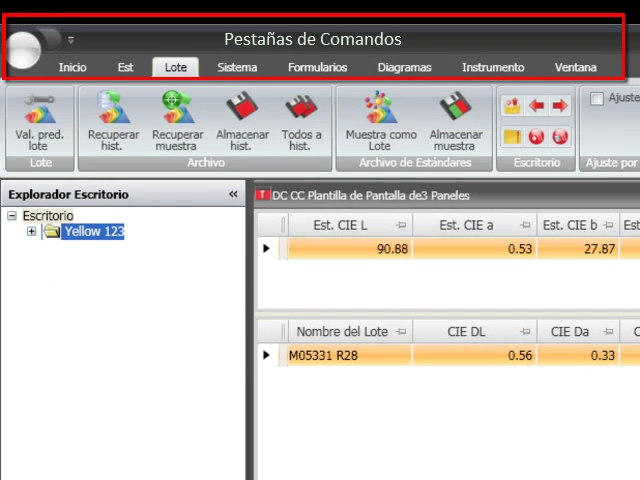 Pestañas de Comandos
Inicio Est Lote Sistema Formularios Diagramas Instrumento Ventana
Val. pred. lote
Recuperar hist.
Recuperar muestra
Almacenar hist.
Todos a hist.
Muestra como Lote
Almacenar muestra
Ajuste
Lote Archivo Archivo de Estándares Escritorio Ajuste por
Explorador Escritorio «
T DC CC Plantilla de Pantalla de3 Paneles
Escritorio
Yellow 123
Est. CIE L Est. CIE a Est. CIE b Est
90.88 0.53 27.87
Nombre del Lote CIE DL CIE Da C
M05331 R28 0.56 0.33